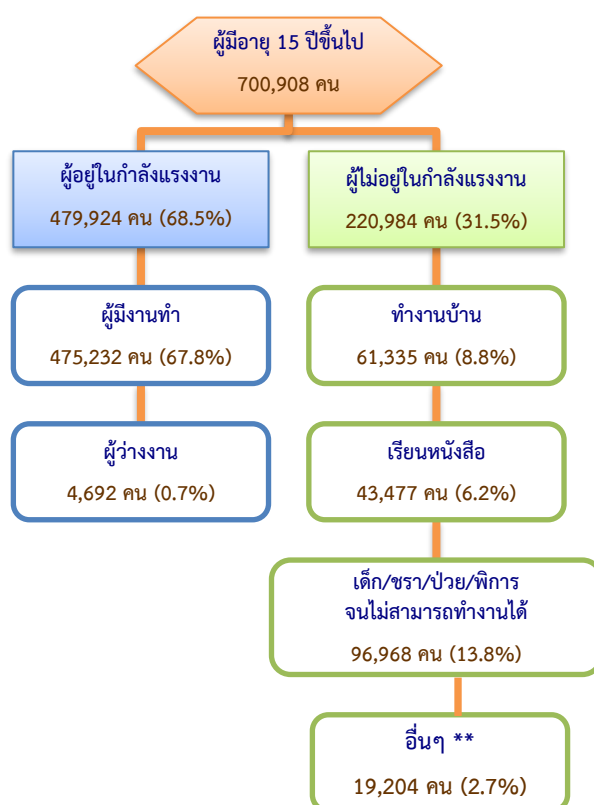 ผู้มีอายุ 15 ปีขึ้นไป
700,908 คน
ผู้อยู่ในกำลังแรงงาน
479,924 คน (68.5%)
ผู้ไม่อยู่ในกำลังแรงงาน
220,984 คน (31.5%)
ผู้มีงานทำ
475,232 คน (67.8%)
ทำงานบ้าน
61,335 คน (8.8%)
ผู้ว่างงาน
4,692 คน (0.7%)
เรียนหนังสือ
43,477 คน (6.2%)
เด็ก/ชรา/ป่วย/พิการ
จนไม่สามารถทำงานได้
96,968 คน (13.8%)
อื่นๆ **
19,204 คน (2.7%)